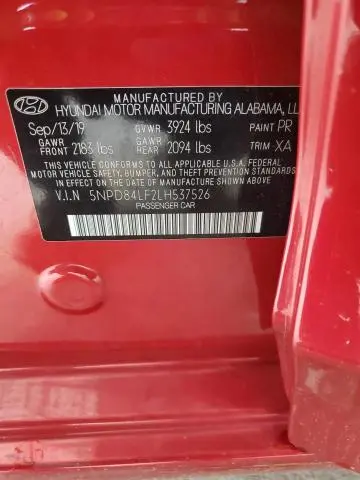 MANUFACTURED BY
HYUNDAI MOTOR MANUFACTURING ALABAMA, LL
Sep/13/19 GVWR 3924 lbs PAINT PR
GAWR FRONT 2183 lbs GAWR REAR 2094 lbs TRIM XA
THIS VEHICLE CONFORMS TO ALL APPLICABLE U.S.A. FEDERAL
MOTOR VEHICLE SAFETY, BUMPER, AND THEFT PREVENTION STANDARDS
IN EFFECT ON THE DATE OF MANUFACTURE SHOWN ABOVE.
V.I.N 5NPD84LF2LH537526
PASSENGER CAR